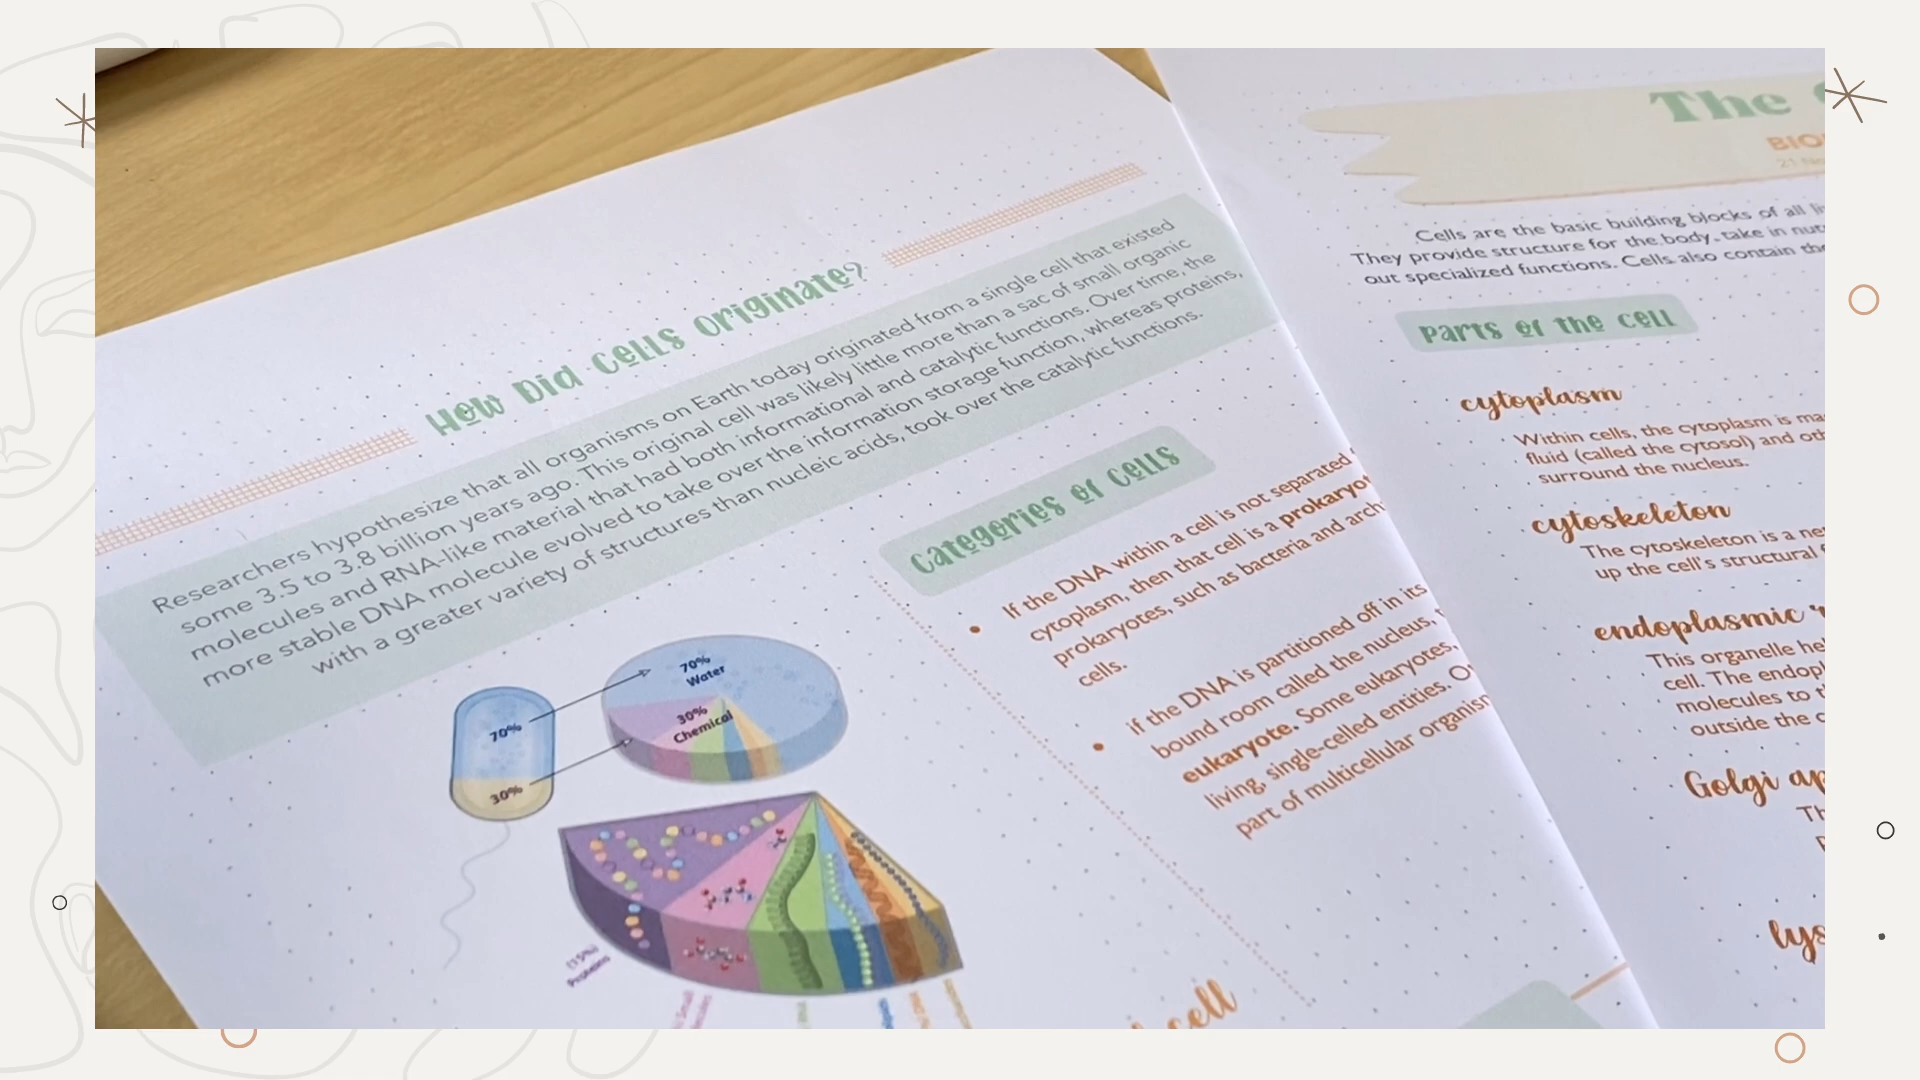 How Did Cells Originate?
Researchers hypothesize that all organisms on Earth today originated from a single cell that existed
some 3.5 to 3.8 billion years ago. This original cell was likely little more than a sac of small organic
molecules and RNA-like material that had both informational and catalytic functions. Over time, the
more stable DNA molecule evolved to take over the information storage function, whereas proteins,
with a greater variety of structures than nucleic acids, took over the catalytic functions.
70%
30%
70%
Water
30%
Chemical
(15%)
Proteins
Categories of Cells
• If the DNA within a cell is not separated
cytoplasm, then that cell is a prokaryot
prokaryotes, such as bacteria and arch
cells.
• if the DNA is partitioned off in its
bound room called the nucleus,
eukaryote. Some eukaryotes,
living, single-celled entities. O
part of multicellular organism
cell
The
BIO
Cells are the basic building blocks of all li
They provide structure for the body, take in nut
out specialized functions. Cells also contain the
Parts of the Cell
cytoplasm
Within cells, the cytoplasm is ma
fluid (called the cytosol) and oth
surround the nucleus.
cytoskeleton
The cytoskeleton is a ne
up the cell's structural
endoplasmic r
This organelle he
cell. The endop
molecules to t
outside the c
Golgi ap
Th
lys